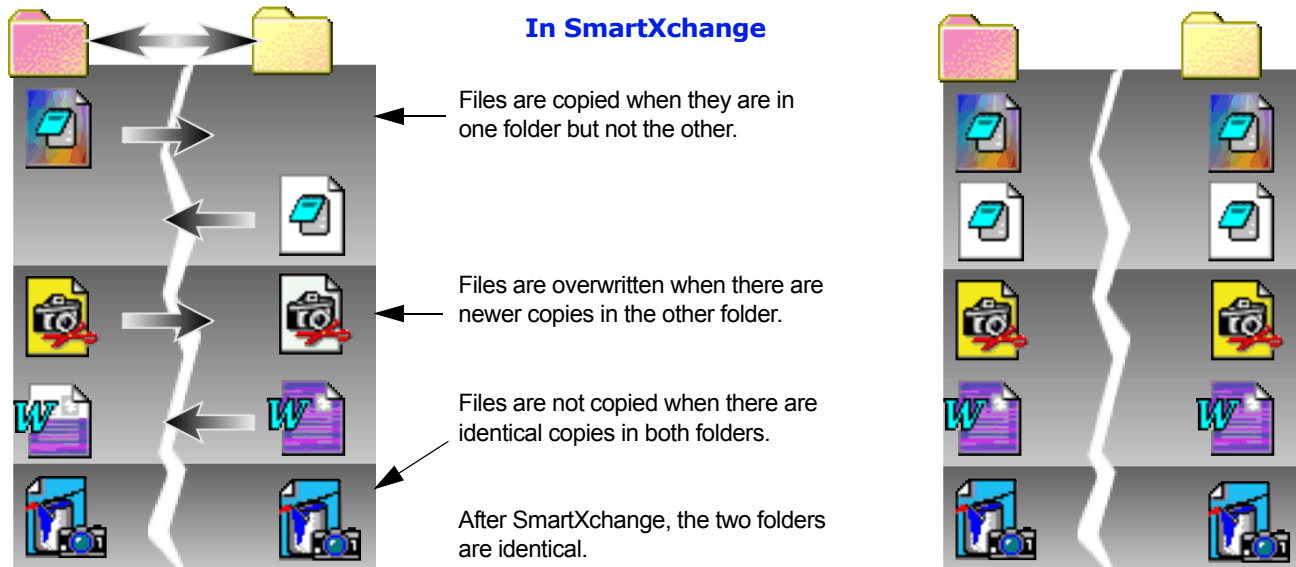 In SmartXchange
Files are copied when they are in
one folder but not the other.
Files are overwritten when there are
newer copies in the other folder.
Files are not copied when there are
identical copies in both folders.
After SmartXchange, the two folders
are identical.
W
W
W
W